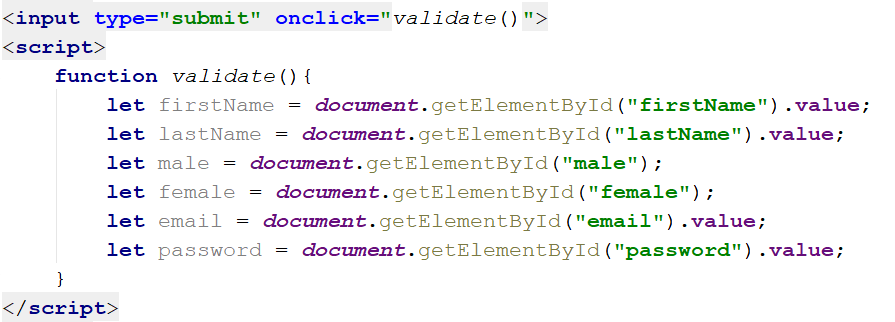 <input type="submit" onclick="validate()">
<script>
function validate(){
let firstName = document.getElementById("firstName").value;
let lastName = document.getElementById("lastName").value;
let male = document.getElementById("male");
let female = document.getElementById("female");
let email = document.getElementById("email").value;
let password = document.getElementById("password").value;
}
</script>